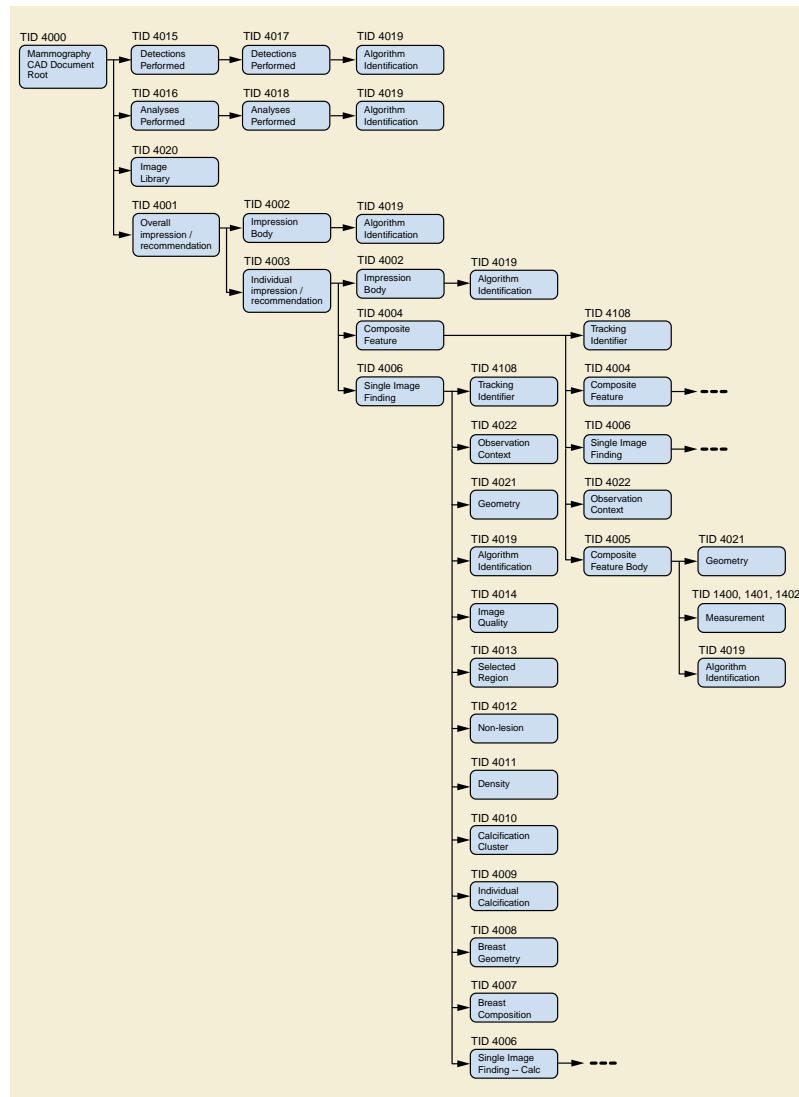 TID 4000
Mammography
CAD Document
Root
TID 4015
Detections
Performed
TID 4017
Detections
Performed
TID 4019
Algorithm
Identification
TID 4016
Analyses
Performed
TID 4018
Analyses
Performed
TID 4019
Algorithm
Identification
TID 4020
Image
Library
TID 4001
Overall
impression /
recommendation
TID 4002
Impression
Body
TID 4019
Algorithm
Identification
TID 4003
Individual
impression /
recommendation
TID 4002
Impression
Body
TID 4019
Algorithm
Identification
TID 4004
Composite
Feature
TID 4108
Tracking
Identifier
TID 4006
Single Image
Finding
TID 4108
Tracking
Identifier
TID 4004
Composite
Feature
TID 4022
Observation
Context
TID 4006
Single Image
Finding
TID 4021
Geometry
TID 4022
Observation
Context
TID 4019
Algorithm
Identification
TID 4005
Composite
Feature Body
TID 4021
Geometry
TID 4014
Image
Quality
TID 1400, 1401, 1402
Measurement
TID 4013
Selected
Region
TID 4019
Algorithm
Identification
TID 4012
Non-lesion
TID 4011
Density
TID 4010
Calcification
Cluster
TID 4009
Individual
Calcification
TID 4008
Breast
Geometry
TID 4007
Breast
Composition
TID 4006
Single Image
Finding -- Calc